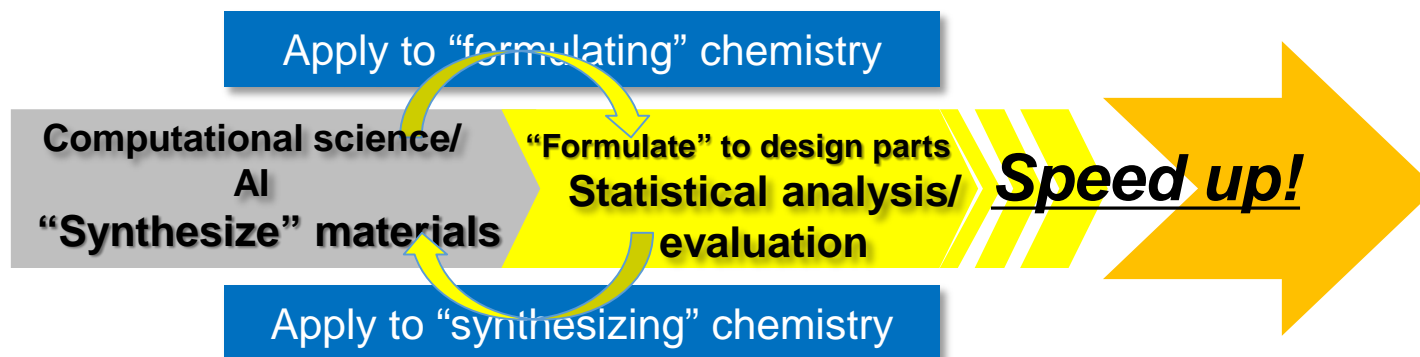 Apply to “formulating” chemistry
Computational science/
AI
“Synthesize” materials
“Formulate” to design parts
Statistical analysis/
evaluation
Speed up!
Apply to “synthesizing” chemistry